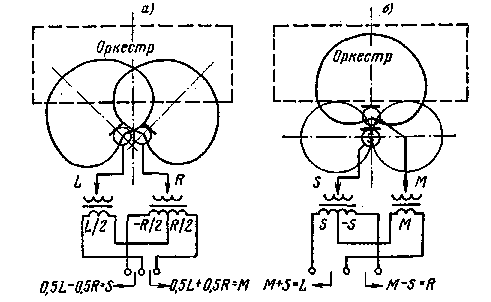 а)
Оркестр
L
R
L/2
-R/2
R/2
0,5L-0,5R=S
0,5L+0,5R=M
б)
Оркестр
S
M
S
-S
M
M+S=L
M-S=R